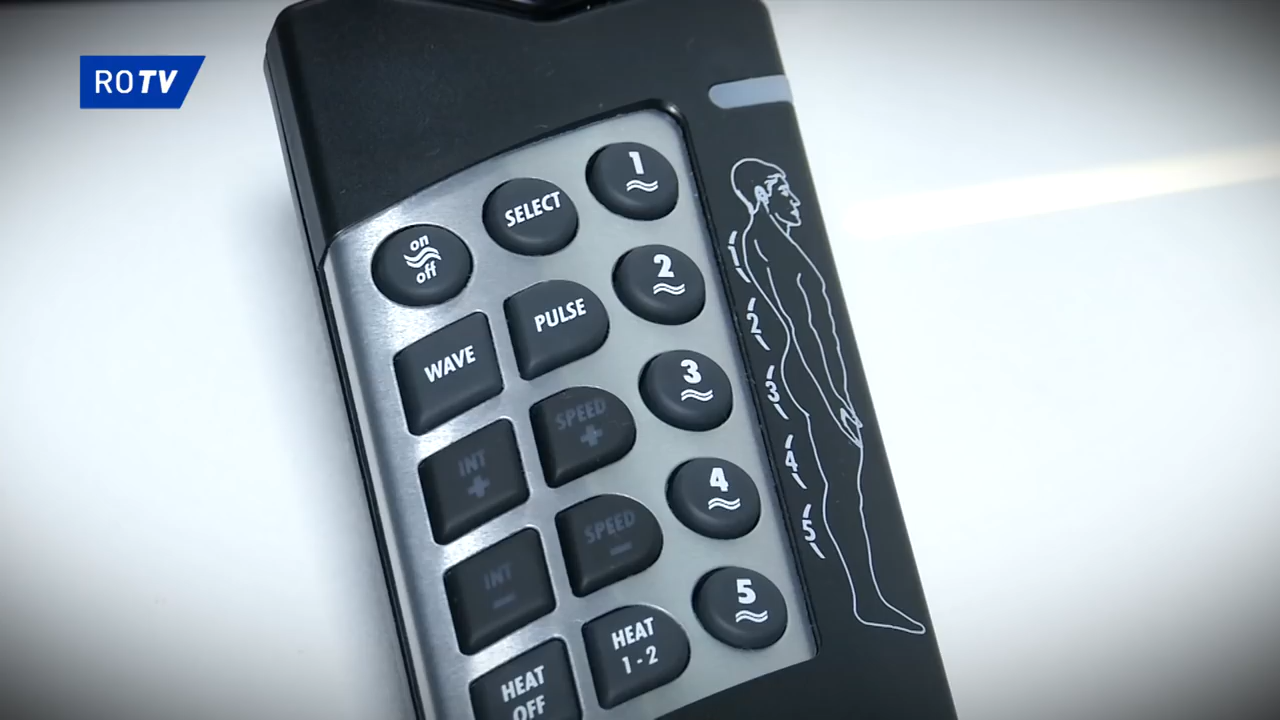 ROTV
on
off
SELECT
1
WAVE
PULSE
2
INT
+
SPEED
+
3
INT
-
SPEED
-
4
HEAT
OFF
HEAT
1 - 2
5
1
2
3
4
5